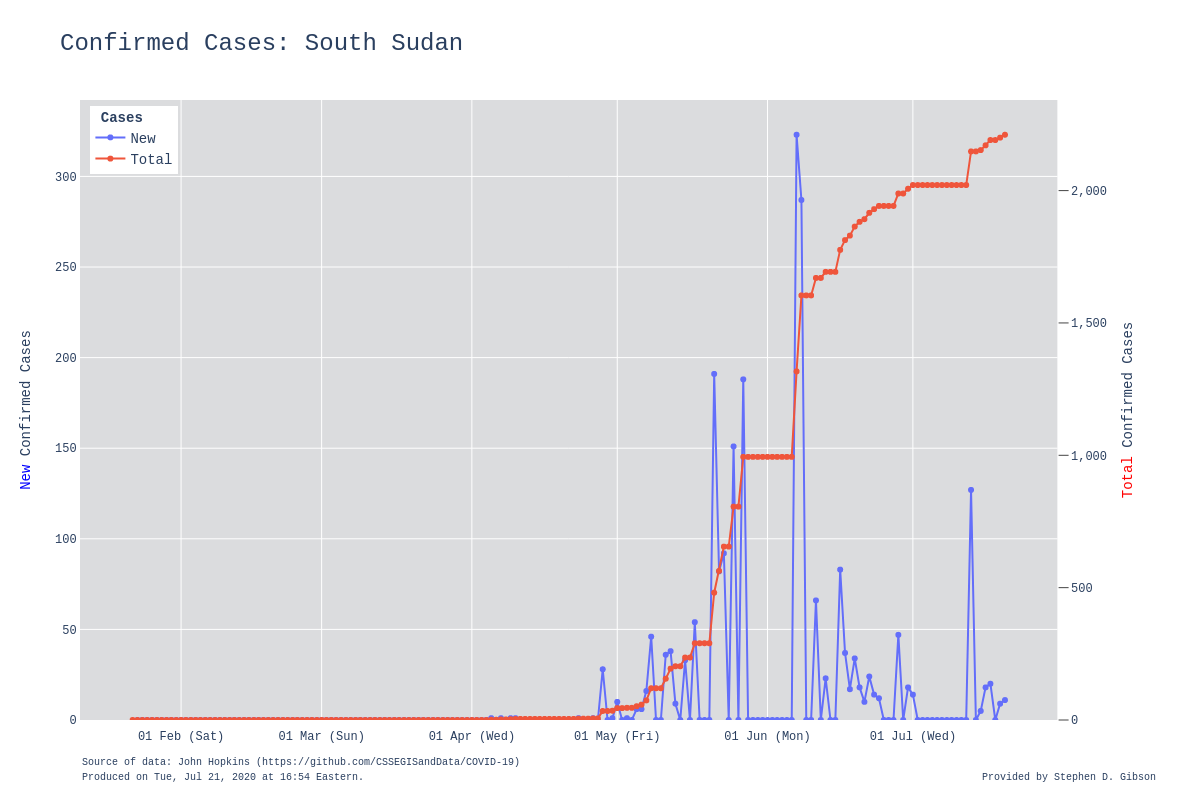 Confirmed Cases: South Sudan
Cases
New
Total
300
250
200
150
100
50
0
2,000
1,500
1,000
500
0
New Confirmed Cases
Total Confirmed Cases
01 Feb (Sat)
01 Mar (Sun)
01 Apr (Wed)
01 May (Fri)
01 Jun (Mon)
01 Jul (Wed)
Source of data: John Hopkins (https://github.com/CSSEGISandData/COVID-19)
Produced on Tue, Jul 21, 2020 at 16:54 Eastern.
Provided by Stephen D. Gibson